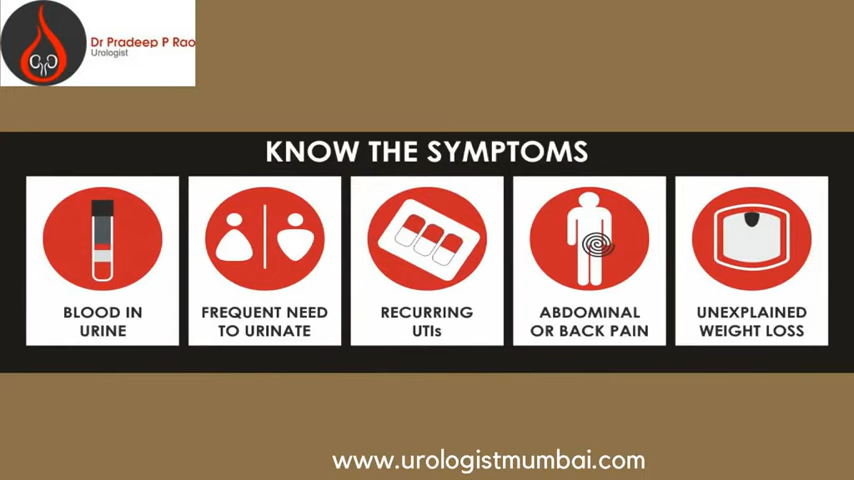 Dr Pradeep P Rao
Urologist
KNOW THE SYMPTOMS
BLOOD IN
URINE
FREQUENT NEED
TO URINATE
RECURRING
UTIs
ABDOMINAL
OR BACK PAIN
UNEXPLAINED
WEIGHT LOSS
www.urologistmumbai.com